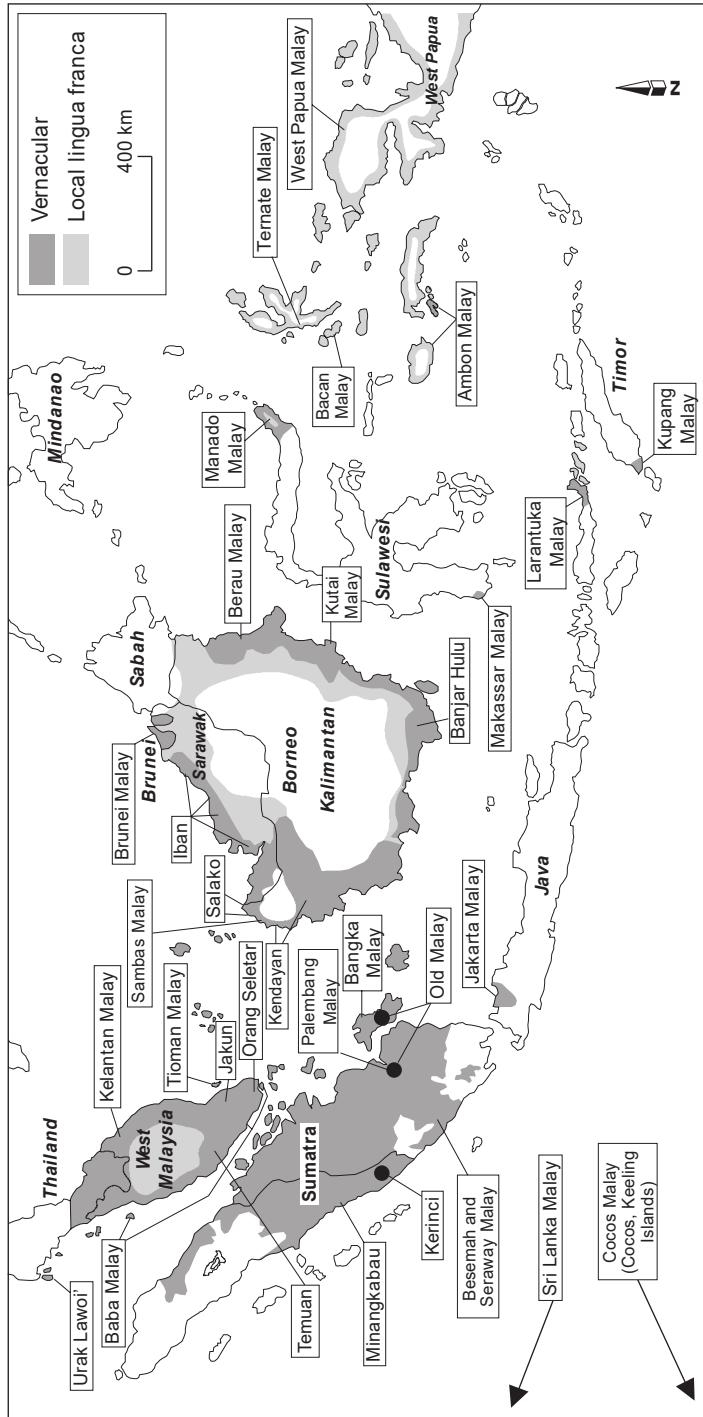 Vernacular
Local lingua franca
0
400 km
N
Thailand
Kelantan Malay
Tioman Malay
Jakun
Orang Seletar
West
Malaysia
Urak Lawoi'
Baba Malay
Temuan
Minangkabau
Sumatra
Kerinci
Besemah and
Seraway Malay
Sri Lanka Malay
Cocos Malay
(Cocos, Keeling
Islands)
Palembang
Malay
Bangka
Malay
Old Malay
Jakarta Malay
Java
Sambas Malay
Salako
Kendayan
Iban
Brunei Malay
Brunei
Sarawak
Sabah
Borneo
Kalimantan
Berau Malay
Kutai
Malay
Banjar Hulu
Makassar Malay
Sulawesi
Manado
Malay
Mindanao
Ternate Malay
Bacan
Malay
Ambon Malay
West Papua Malay
West Papua
Larantuka
Malay
Timor
Kupang
Malay